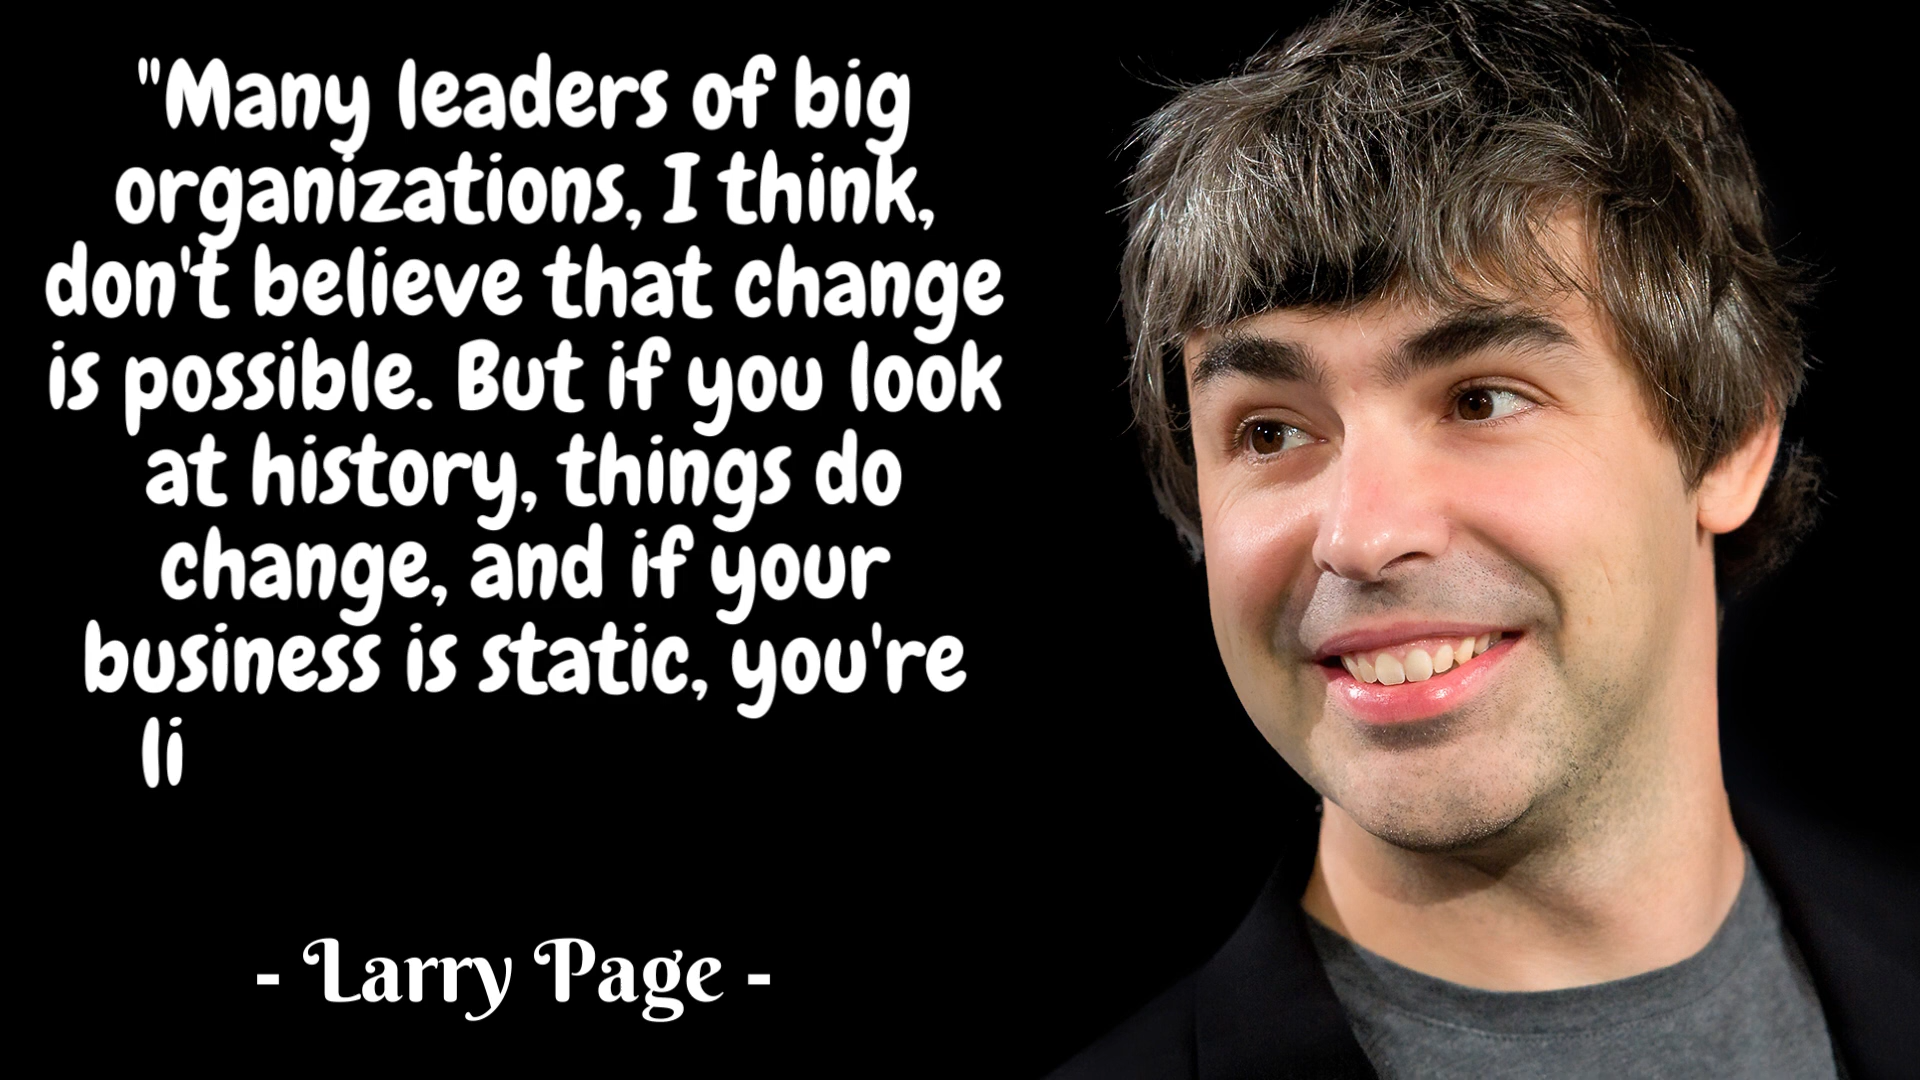 "Many leaders of big
organizations, I think,
don't believe that change
is possible. But if you look
at history, things do
change, and if your
business is static, you're
li
- Larry Page -